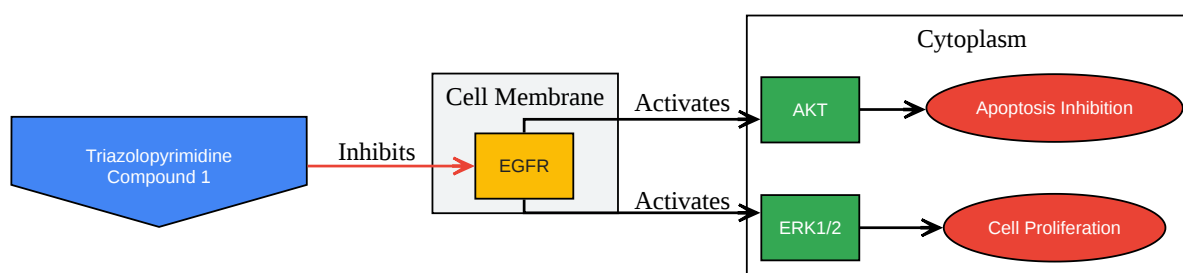 Triazolopyrimidine
Compound 1
Inhibits
Cell Membrane
EGFR
Activates
Activates
Cytoplasm
AKT
Apoptosis Inhibition
ERK1/2
Cell Proliferation